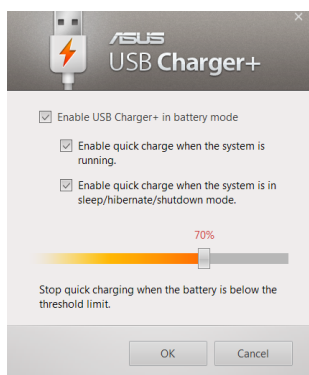 ASUS
USB Charger+
Enable USB Charger+ in battery mode
Enable quick charge when the system is
running.
Enable quick charge when the system is in
sleep/hibernate/shutdown mode.
70%
Stop quick charging when the battery is below the
threshold limit.
OK
Cancel